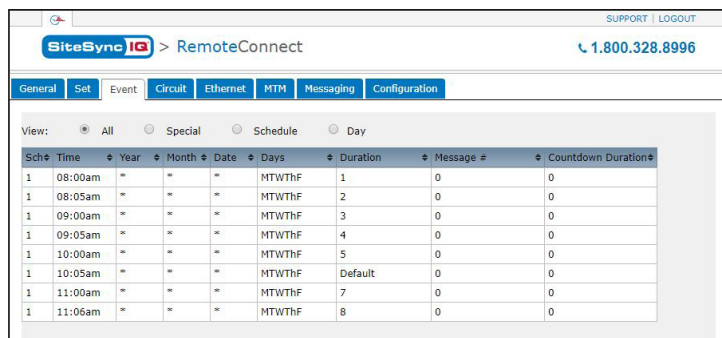 SUPPORT | LOGOUT
SiteSync IQ > RemoteConnect 1.800.328.8996
General Set Event Circuit Ethernet MTM Messaging Configuration
View: All Special Schedule Day
Sch Time Year Month Date Days Duration Message # Countdown Duration
1 08:00am * * * MTWThF 1 0 0
1 08:05am * * * MTWThF 2 0 0
1 09:00am * * * MTWThF 3 0 0
1 09:05am * * * MTWThF 4 0 0
1 10:00am * * * MTWThF 5 0 0
1 10:05am * * * MTWThF Default 0 0
1 11:00am * * * MTWThF 7 0 0
1 11:06am * * * MTWThF 8 0 0